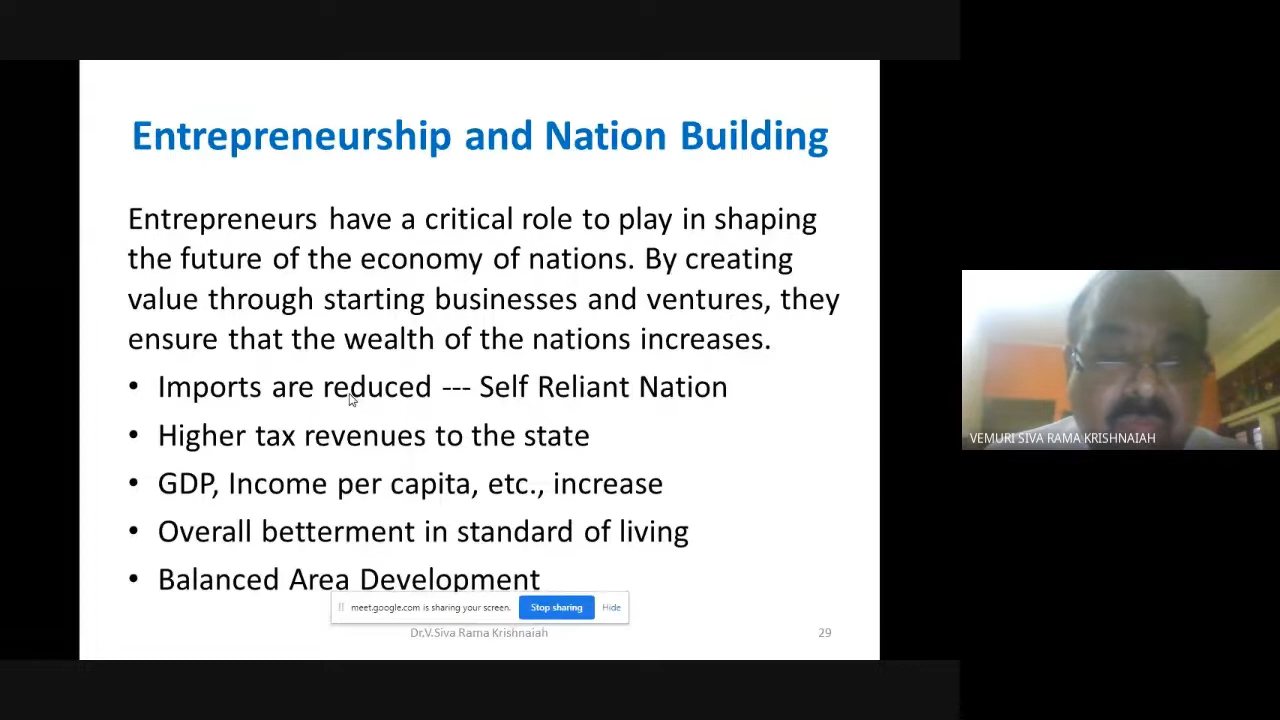 Entrepreneurship and Nation Building
Entrepreneurs have a critical role to play in shaping
the future of the economy of nations. By creating
value through starting businesses and ventures, they
ensure that the wealth of the nations increases.
• Imports are reduced --- Self Reliant Nation
• Higher tax revenues to the state
• GDP, Income per capita, etc., increase
• Overall betterment in standard of living
• Balanced Area Development
meet.google.com is sharing your screen. Stop sharing Hide
Dr.V.Siva Rama Krishnaiah 29
VEMURI SIVA RAMA KRISHNAIAH